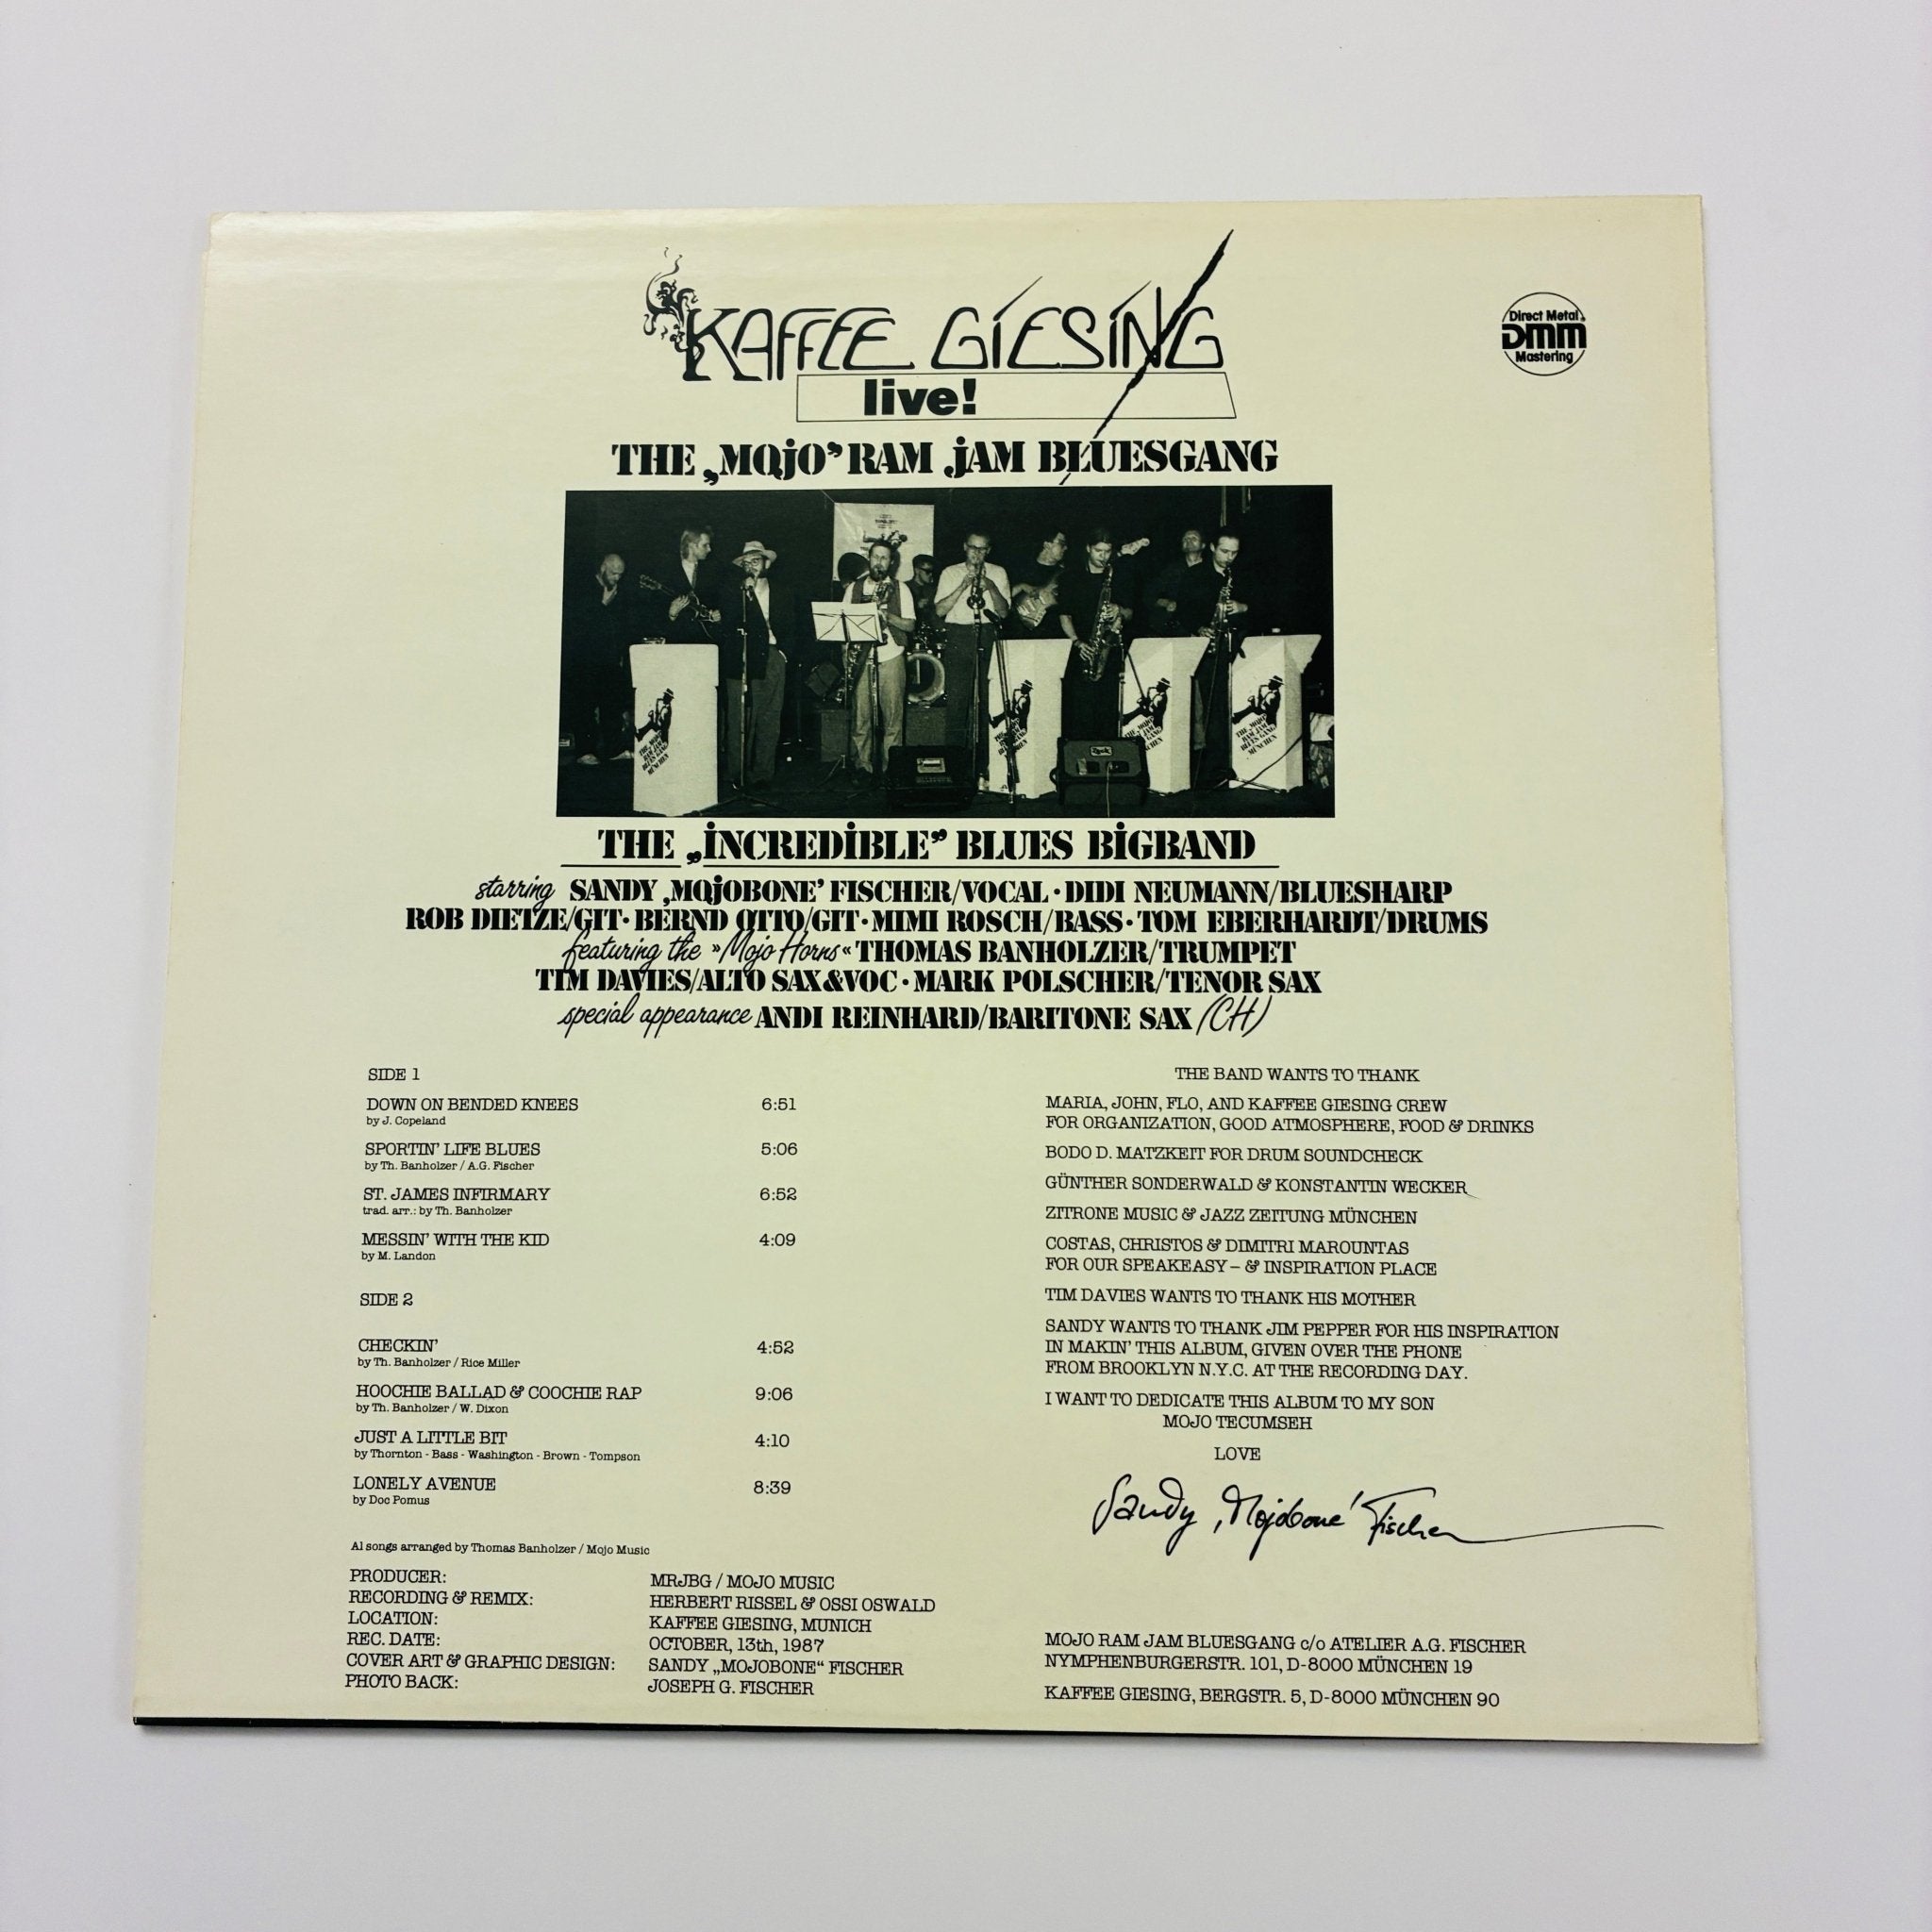 KAFFEE GIESING
live!
Direct Metal
DMM
Mastering
THE „MOjO” RAM jAM BLUESGANG
THE MOjO
RAM JAM
BLUES GANG
MÜNCHEN
THE „iNCREDiBLE” BLUES BiGBAND
starring SANDY ‚MOjOBONE’ FISCHER/VOCAL · DIDI NEUMANN/BLUESHARP
ROB DIETZE/GIT · BERND OTTO/GIT · MIMI ROSCH/BASS · TOM EBERHARDT/DRUMS
featuring the »Mojo Horns« THOMAS BANHOLZER/TRUMPET
TIM DAVIES/ALTO SAX&VOC · MARK POLSCHER/TENOR SAX
special appearance ANDI REINHARD/BARITONE SAX (CH)
SIDE 1
DOWN ON BENDED KNEES 6:51
by J. Copeland
SPORTIN’ LIFE BLUES 5:06
by Th. Banholzer / A.G. Fischer
ST. JAMES INFIRMARY 6:52
trad. arr.: by Th. Banholzer
MESSIN’ WITH THE KID 4:09
by M. Landon
SIDE 2
CHECKIN’ 4:52
by Th. Banholzer / Rice Miller
HOOCHIE BALLAD & COOCHIE RAP 9:06
by Th. Banholzer / W. Dixon
JUST A LITTLE BIT 4:10
by Thornton - Bass - Washington - Brown - Tompson
LONELY AVENUE 8:39
by Doc Pomus
Al songs arranged by Thomas Banholzer / Mojo Music
PRODUCER: MRJBG / MOJO MUSIC
RECORDING & REMIX: HERBERT RISSEL & OSSI OSWALD
LOCATION: KAFFEE GIESING, MUNICH
REC. DATE: OCTOBER, 13th, 1987
COVER ART & GRAPHIC DESIGN: SANDY „MOJOBONE“ FISCHER
PHOTO BACK: JOSEPH G. FISCHER
THE BAND WANTS TO THANK
MARIA, JOHN, FLO, AND KAFFEE GIESING CREW
FOR ORGANIZATION, GOOD ATMOSPHERE, FOOD & DRINKS
BODO D. MATZKEIT FOR DRUM SOUNDCHECK
GÜNTHER SONDERWALD & KONSTANTIN WECKER
ZITRONE MUSIC & JAZZ ZEITUNG MÜNCHEN
COSTAS, CHRISTOS & DIMITRI MAROUNTAS
FOR OUR SPEAKEASY – & INSPIRATION PLACE
TIM DAVIES WANTS TO THANK HIS MOTHER
SANDY WANTS TO THANK JIM PEPPER FOR HIS INSPIRATION
IN MAKIN’ THIS ALBUM, GIVEN OVER THE PHONE
FROM BROOKLYN N.Y.C. AT THE RECORDING DAY.
I WANT TO DEDICATE THIS ALBUM TO MY SON
MOJO TECUMSEH
LOVE
Sandy ‚Mojobone’ Fischer
MOJO RAM JAM BLUESGANG c/o ATELIER A.G. FISCHER
NYMPHENBURGERSTR. 101, D-8000 MÜNCHEN 19
KAFFEE GIESING, BERGSTR. 5, D-8000 MÜNCHEN 90